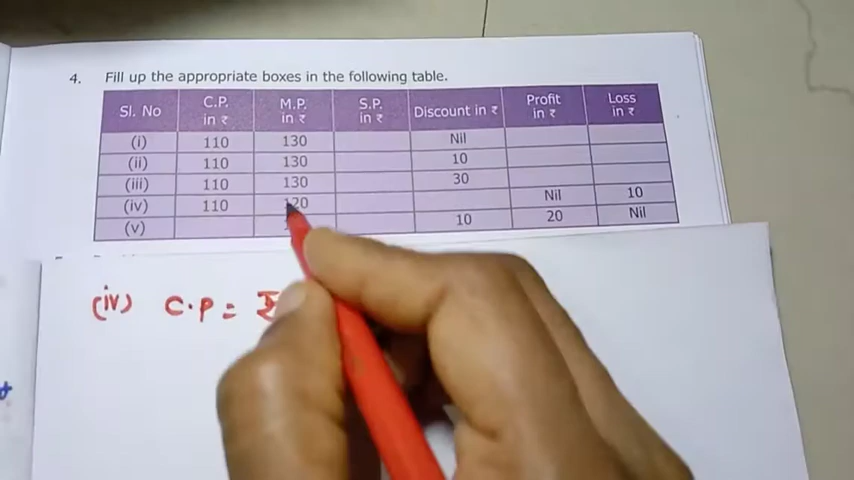 4. Fill up the appropriate boxes in the following table.
Sl. No C.P. in ₹ M.P. in ₹ S.P. in ₹ Discount in ₹ Profit in ₹ Loss in ₹
(i) 110 130 Nil
(ii) 110 130 10
(iii) 110 130 30
(iv) 110 120 Nil 10
(v) 10 20 Nil
(iv) C.P = ₹